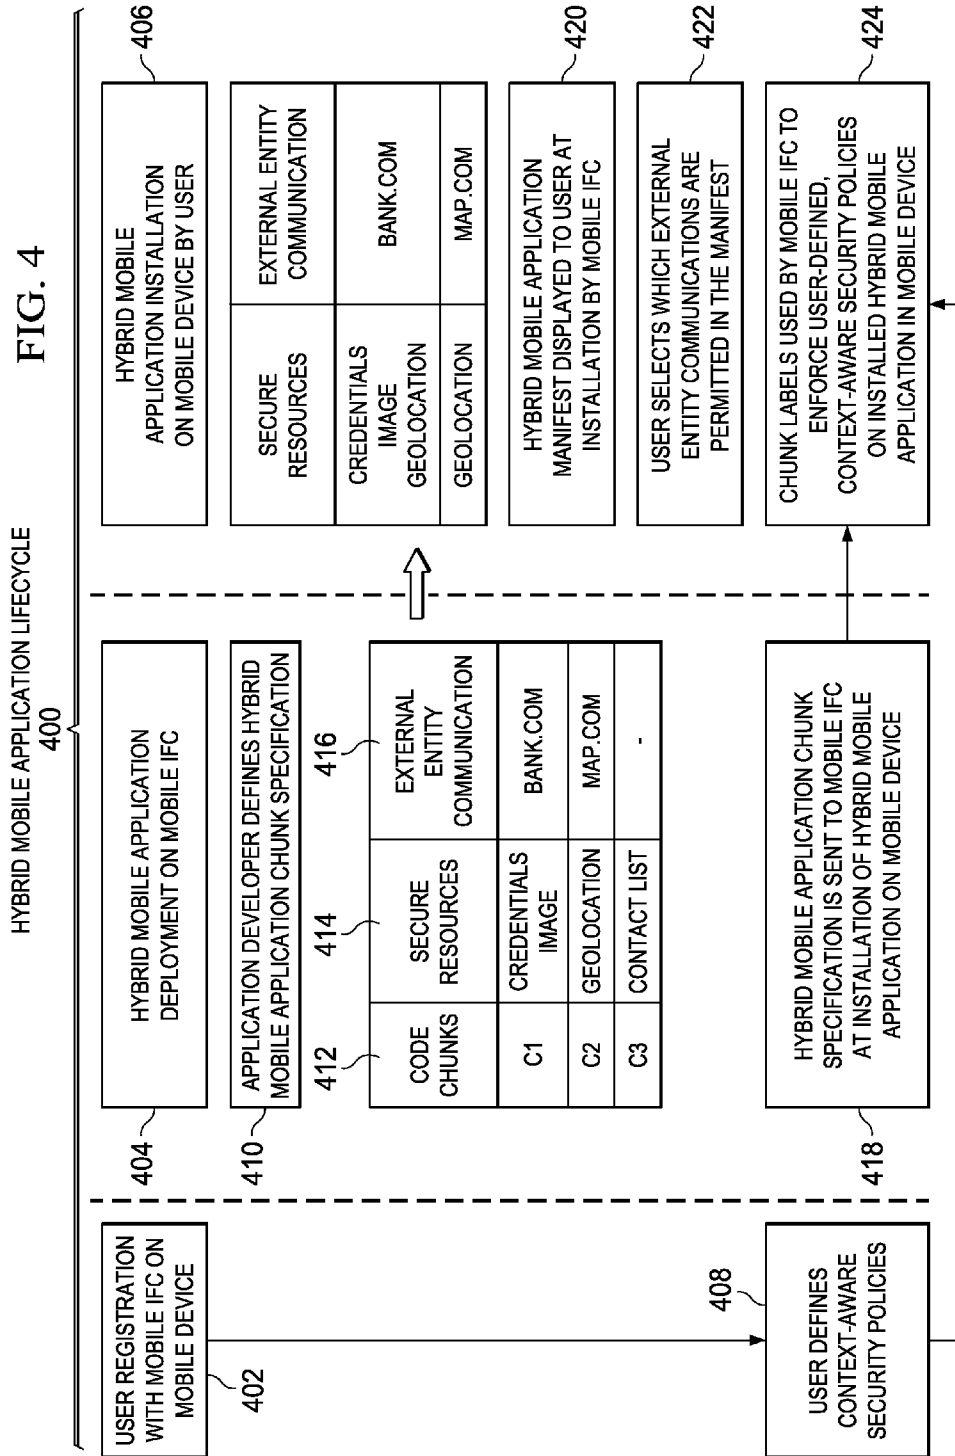 FIG. 4
HYBRID MOBILE APPLICATION LIFECYCLE
400
USER REGISTRATION
WITH MOBILE IFC ON
MOBILE DEVICE
402
USER DEFINES
CONTEXT-AWARE
SECURITY POLICIES
408
HYBRID MOBILE APPLICATION
DEPLOYMENT ON MOBILE IFC
404
APPLICATION DEVELOPER DEFINES HYBRID
MOBILE APPLICATION CHUNK SPECIFICATION
410
412
414
416
CODE
CHUNKS
SECURE
RESOURCES
EXTERNAL
ENTITY
COMMUNICATION
C1
CREDENTIALS
IMAGE
BANK.COM
C2
GEOLOCATION
MAP.COM
C3
CONTACT LIST
-
HYBRID MOBILE APPLICATION CHUNK
SPECIFICATION IS SENT TO MOBILE IFC
AT INSTALLATION OF HYBRID MOBILE
APPLICATION ON MOBILE DEVICE
418
HYBRID MOBILE
APPLICATION INSTALLATION
ON MOBILE DEVICE BY USER
406
SECURE
RESOURCES
EXTERNAL ENTITY
COMMUNICATION
CREDENTIALS
IMAGE
GEOLOCATION
BANK.COM
GEOLOCATION
MAP.COM
HYBRID MOBILE APPLICATION
MANIFEST DISPLAYED TO USER AT
INSTALLATION BY MOBILE IFC
420
USER SELECTS WHICH EXTERNAL
ENTITY COMMUNICATIONS ARE
PERMITTED IN THE MANIFEST
422
CHUNK LABELS USED BY MOBILE IFC TO
ENFORCE USER-DEFINED,
CONTEXT-AWARE SECURITY POLICIES
ON INSTALLED HYBRID MOBILE
APPLICATION IN MOBILE DEVICE
424